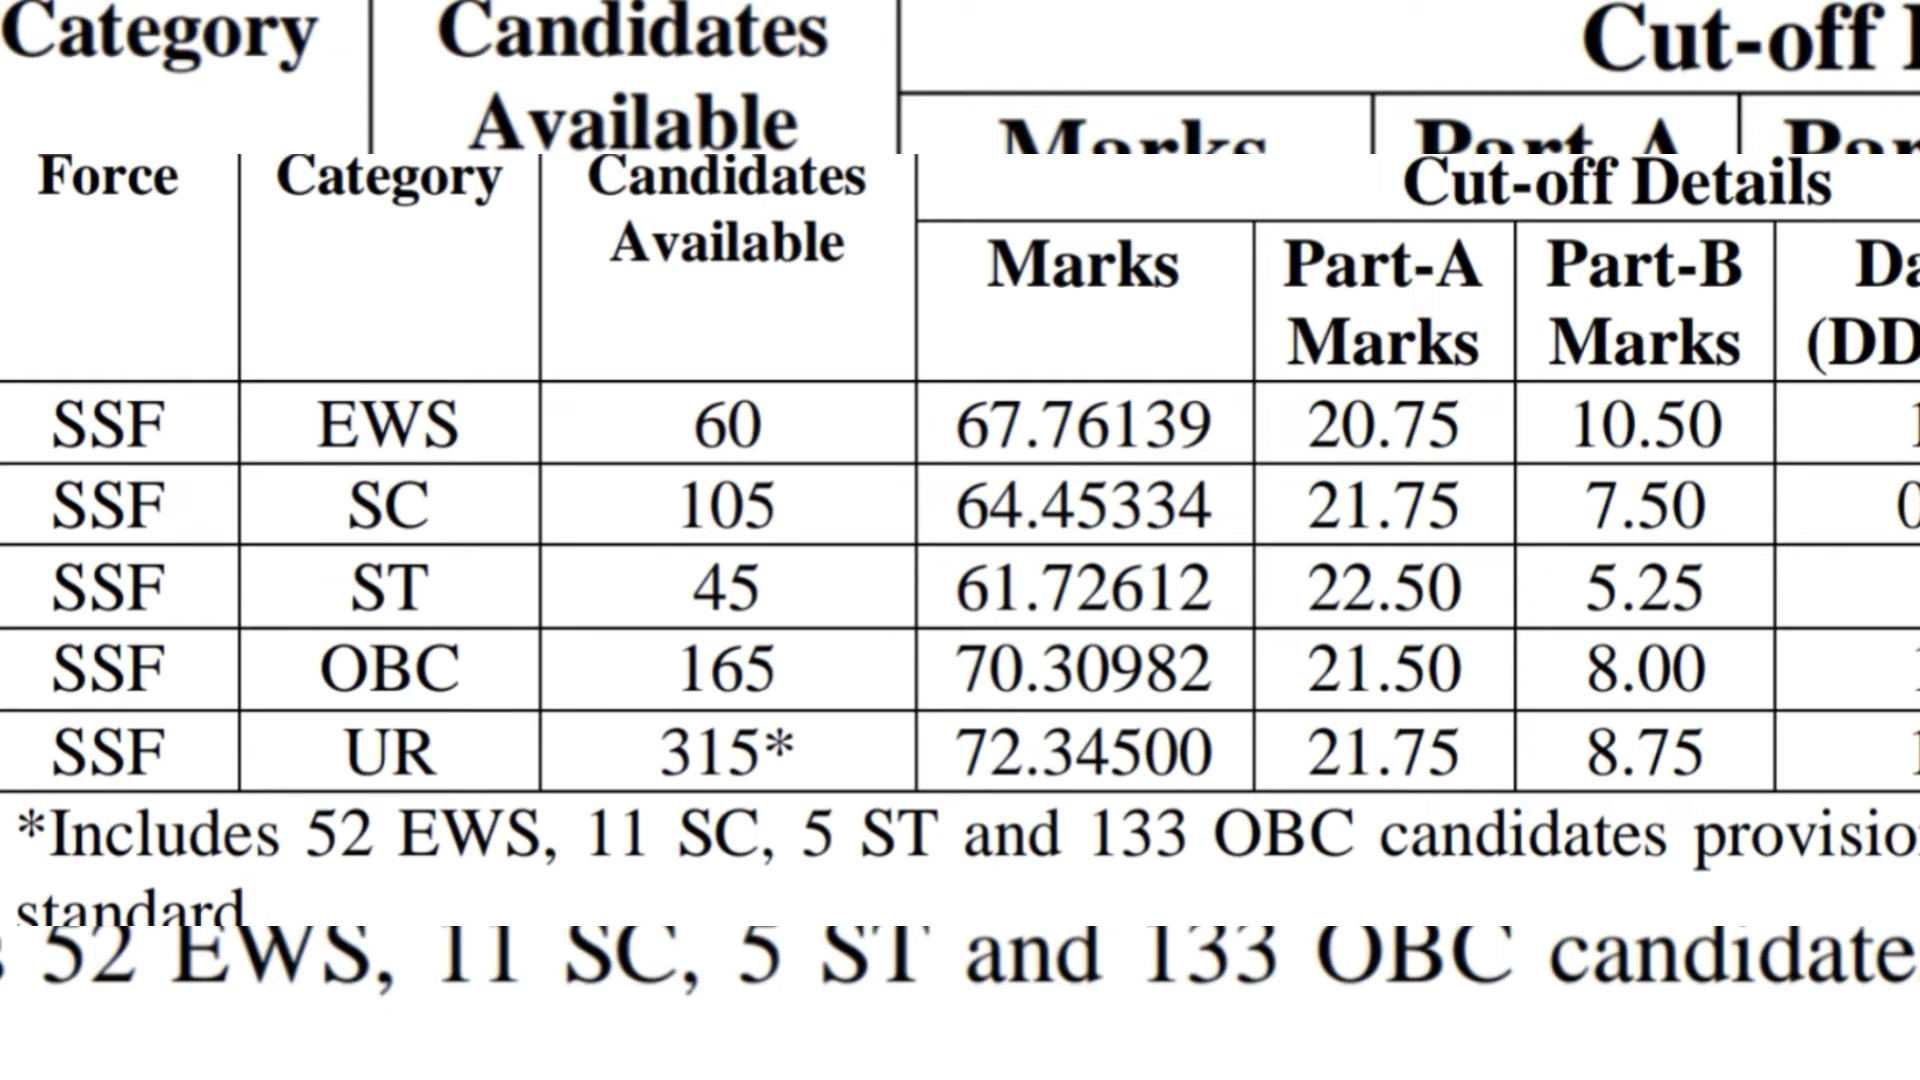 Category Candidates Cut-off
Available
Marks Part-A
Force Category Candidates Cut-off Details
Available
Marks Part-A Part-B
Marks Marks (DD
SSF EWS 60 67.76139 20.75 10.50
SSF SC 105 64.45334 21.75 7.50
SSF ST 45 61.72612 22.50 5.25
SSF OBC 165 70.30982 21.50 8.00
SSF UR 315* 72.34500 21.75 8.75
*Includes 52 EWS, 11 SC, 5 ST and 133 OBC candidates provisio
standard
52 EWS, 11 SC, 5 ST and 133 OBC candidate